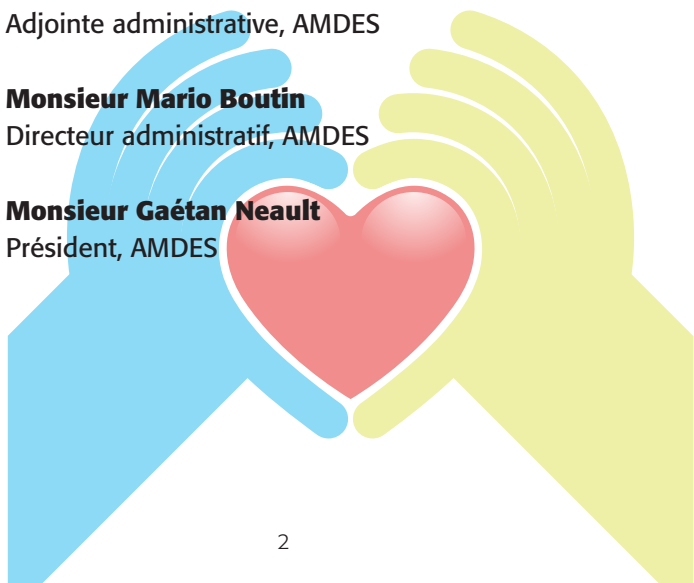 Adjointe administrative, AMDES
Monsieur Mario Boutin
Directeur administratif, AMDES
Monsieur Gaétan Neault
Président, AMDES
2